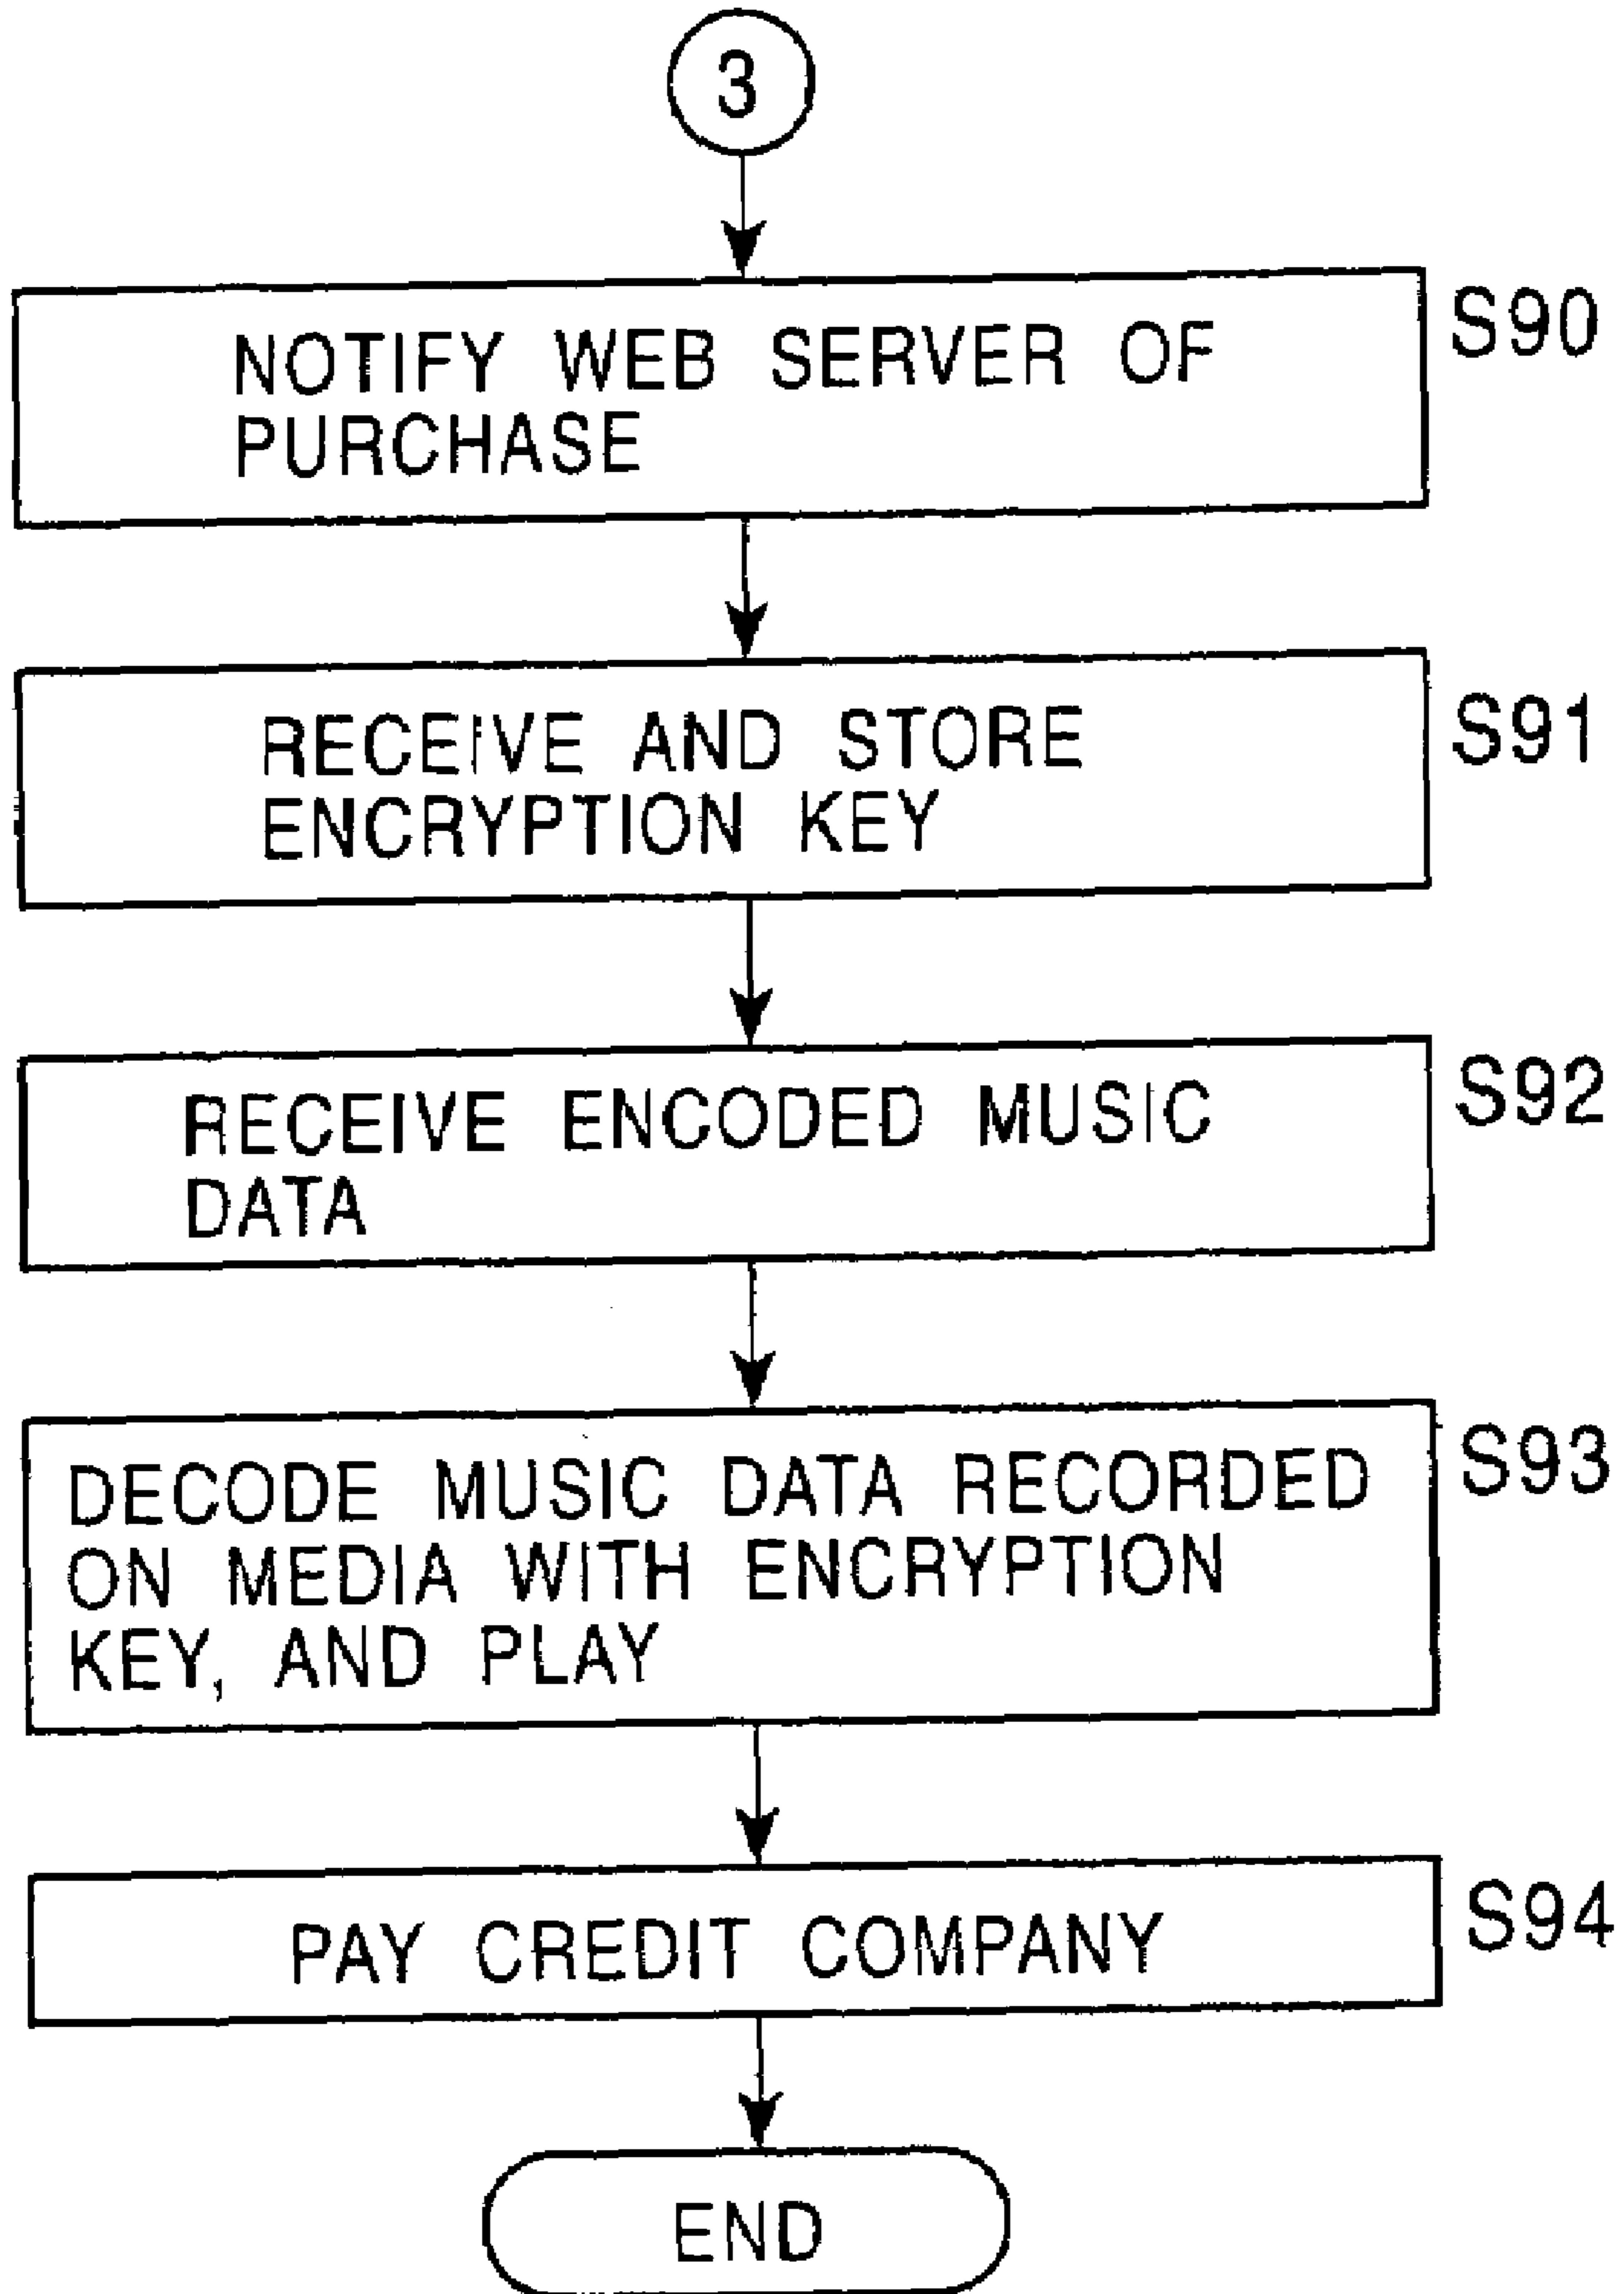 3
NOTIFY WEB SERVER OF
PURCHASE
S90
RECEIVE AND STORE
ENCRYPTION KEY
S91
RECEIVE ENCODED MUSIC
DATA
S92
DECODE MUSIC DATA RECORDED
ON MEDIA WITH ENCRYPTION
KEY, AND PLAY
S93
PAY CREDIT COMPANY
S94
END